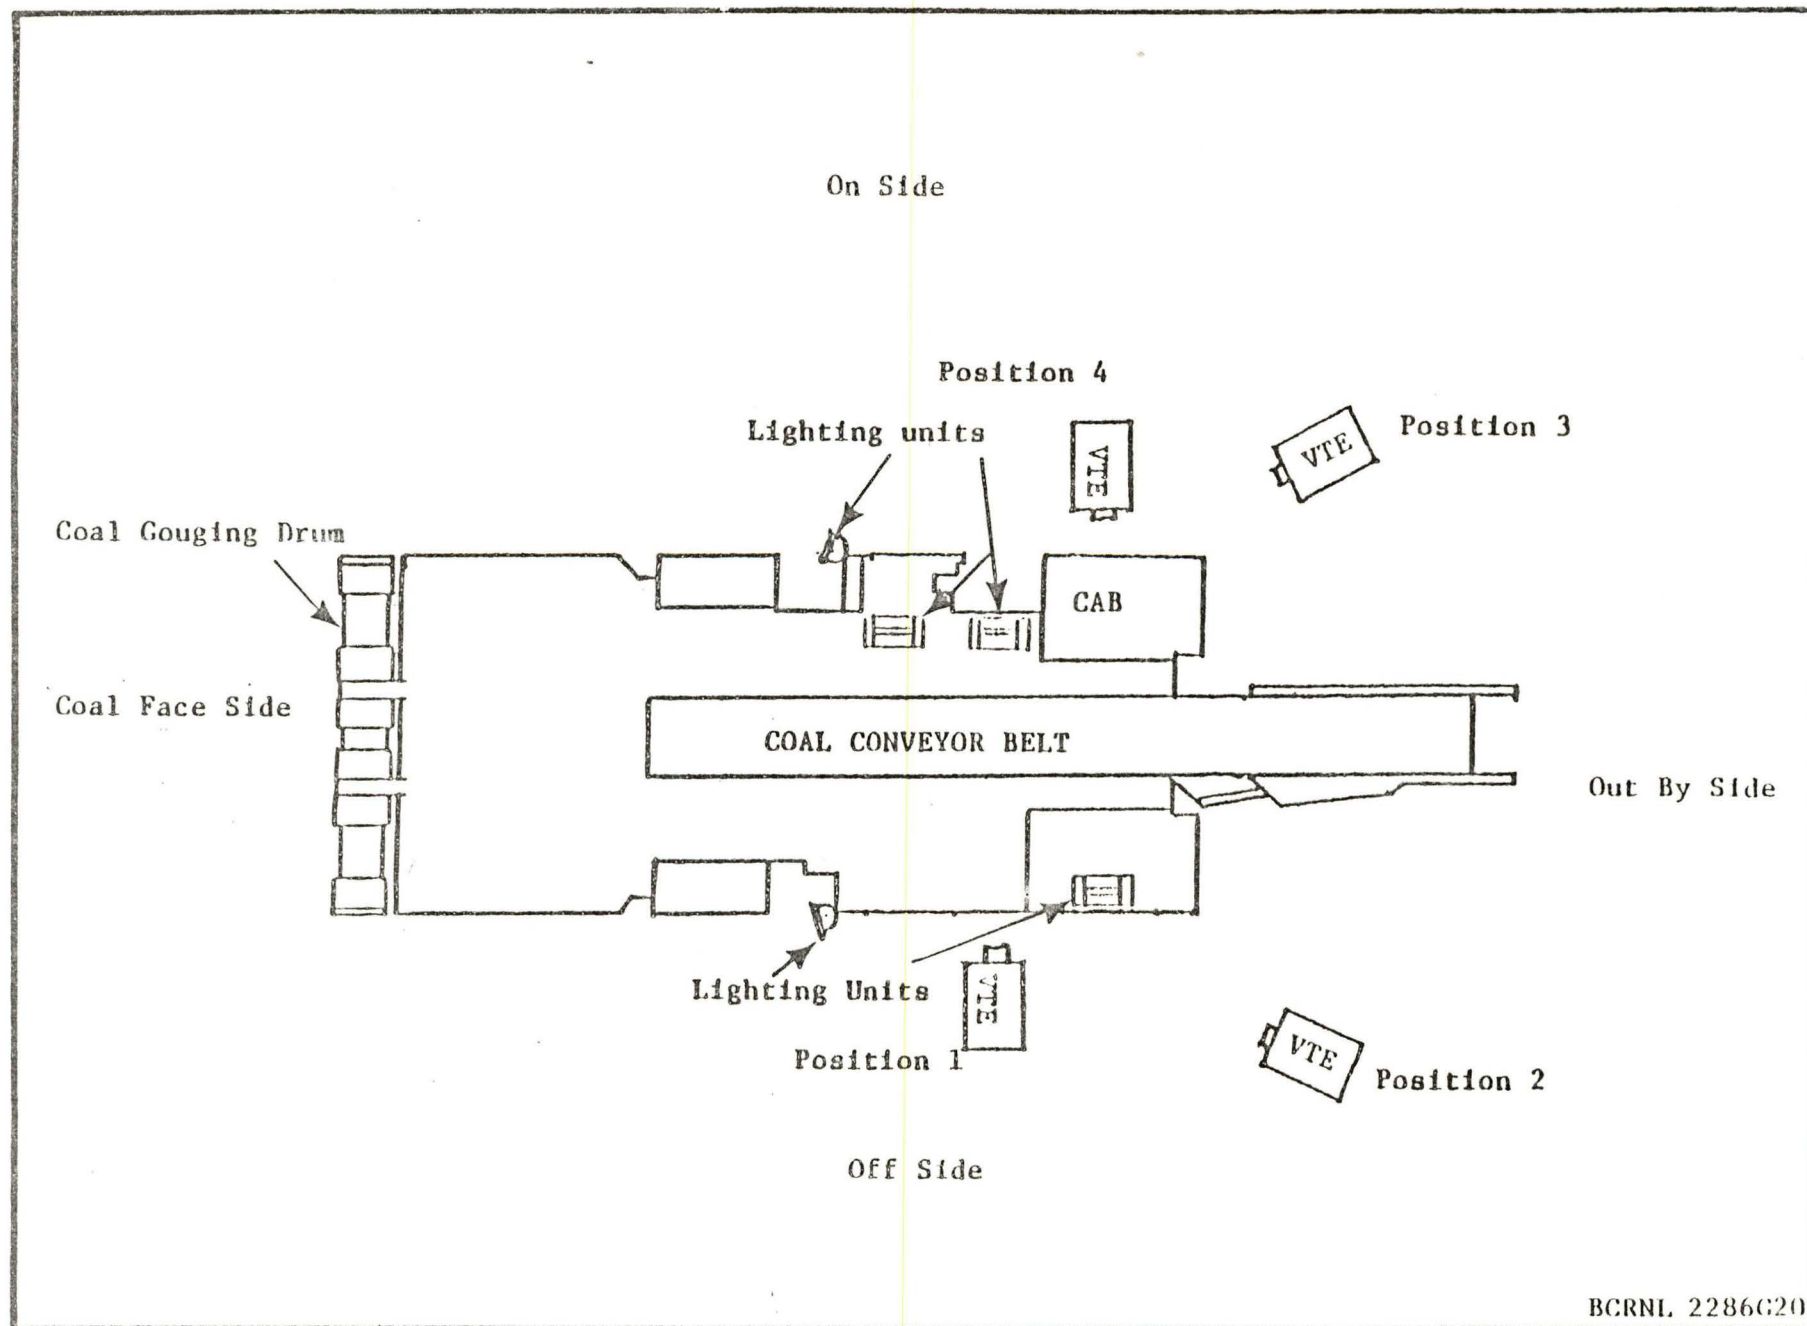 On Side
Position 4
Lighting units
Position 3
VTE
VTE
Coal Gouging Drum
CAB
Coal Face Side
COAL CONVEYOR BELT
Out By Side
Lighting Units
VTE
Position 1
VTE
Position 2
Off Side
BCRNL 2286G20